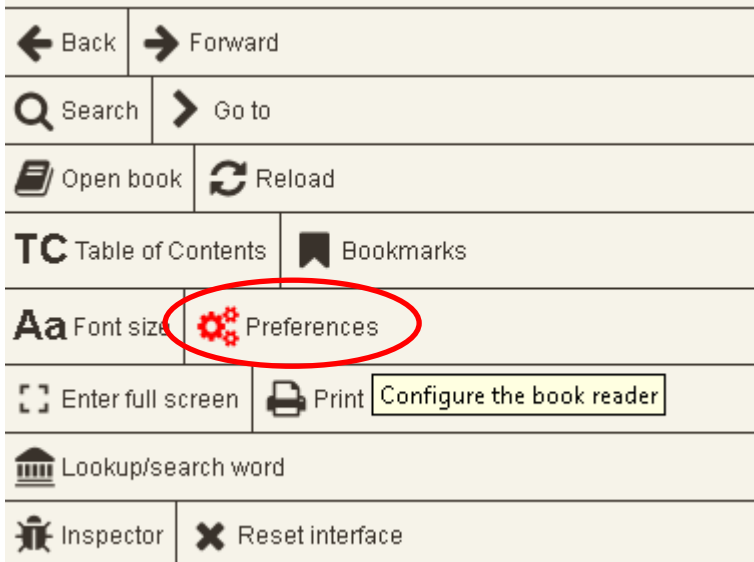 Back Forward
Search Go to
Open book Reload
TC Table of Contents Bookmarks
Aa Font size Preferences
Enter full screen Print Configure the book reader
Lookup/search word
Inspector Reset interface